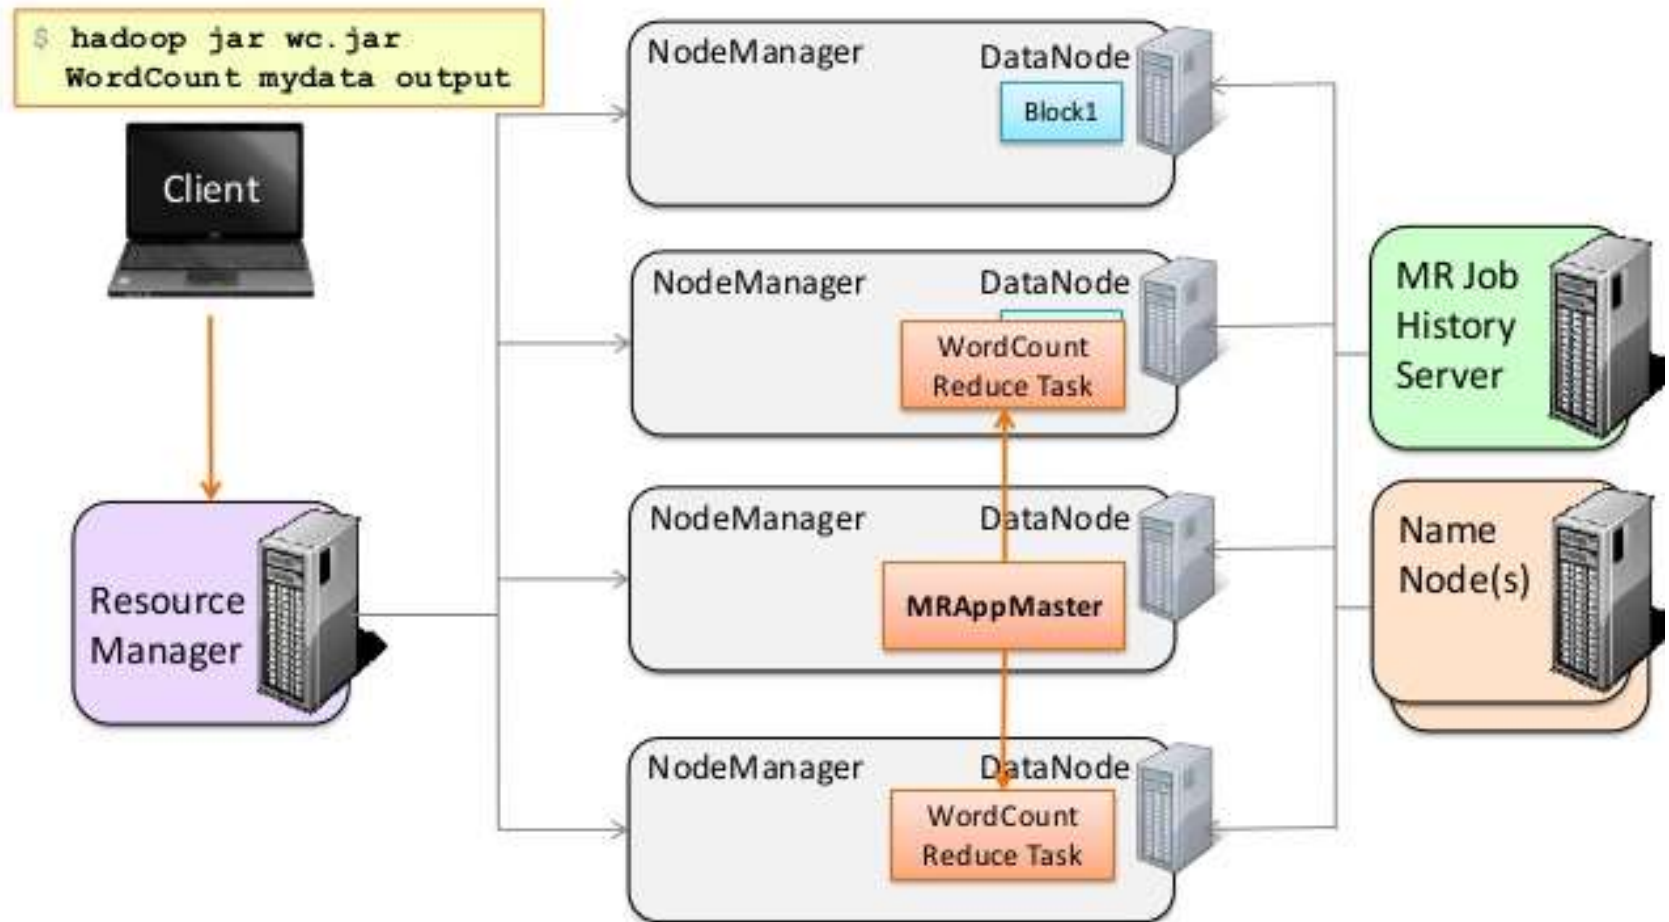 $ hadoop jar wc.jar
WordCount mydata output
Client
Resource
Manager
NodeManager
DataNode
Block1
NodeManager
DataNode
WordCount
Reduce Task
NodeManager
DataNode
MRAppMaster
NodeManager
DataNode
WordCount
Reduce Task
MR Job
History
Server
Name
Node(s)